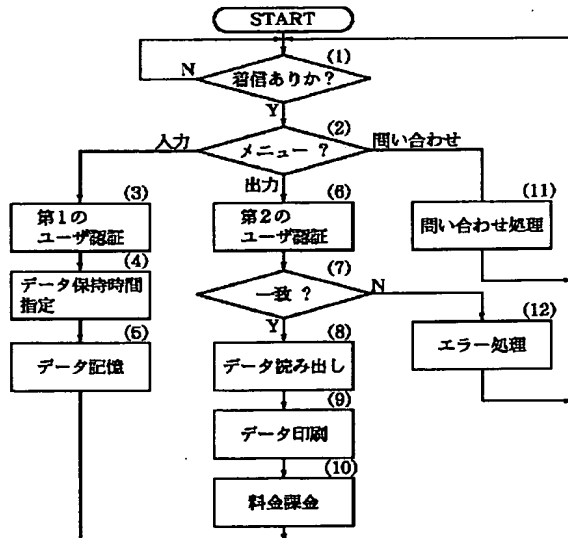 START
(1)
着信ありか？
N
Y
(2)
メニュー ？
入力
問い合わせ
出力
(3)
第1の
ユーザ認証
(6)
第2の
ユーザ認証
(11)
問い合わせ処理
(4)
データ保持時間
指定
(7)
一致 ？
N
Y
(5)
データ記憶
(8)
データ読み出し
(12)
エラー処理
(9)
データ印刷
(10)
料金課金